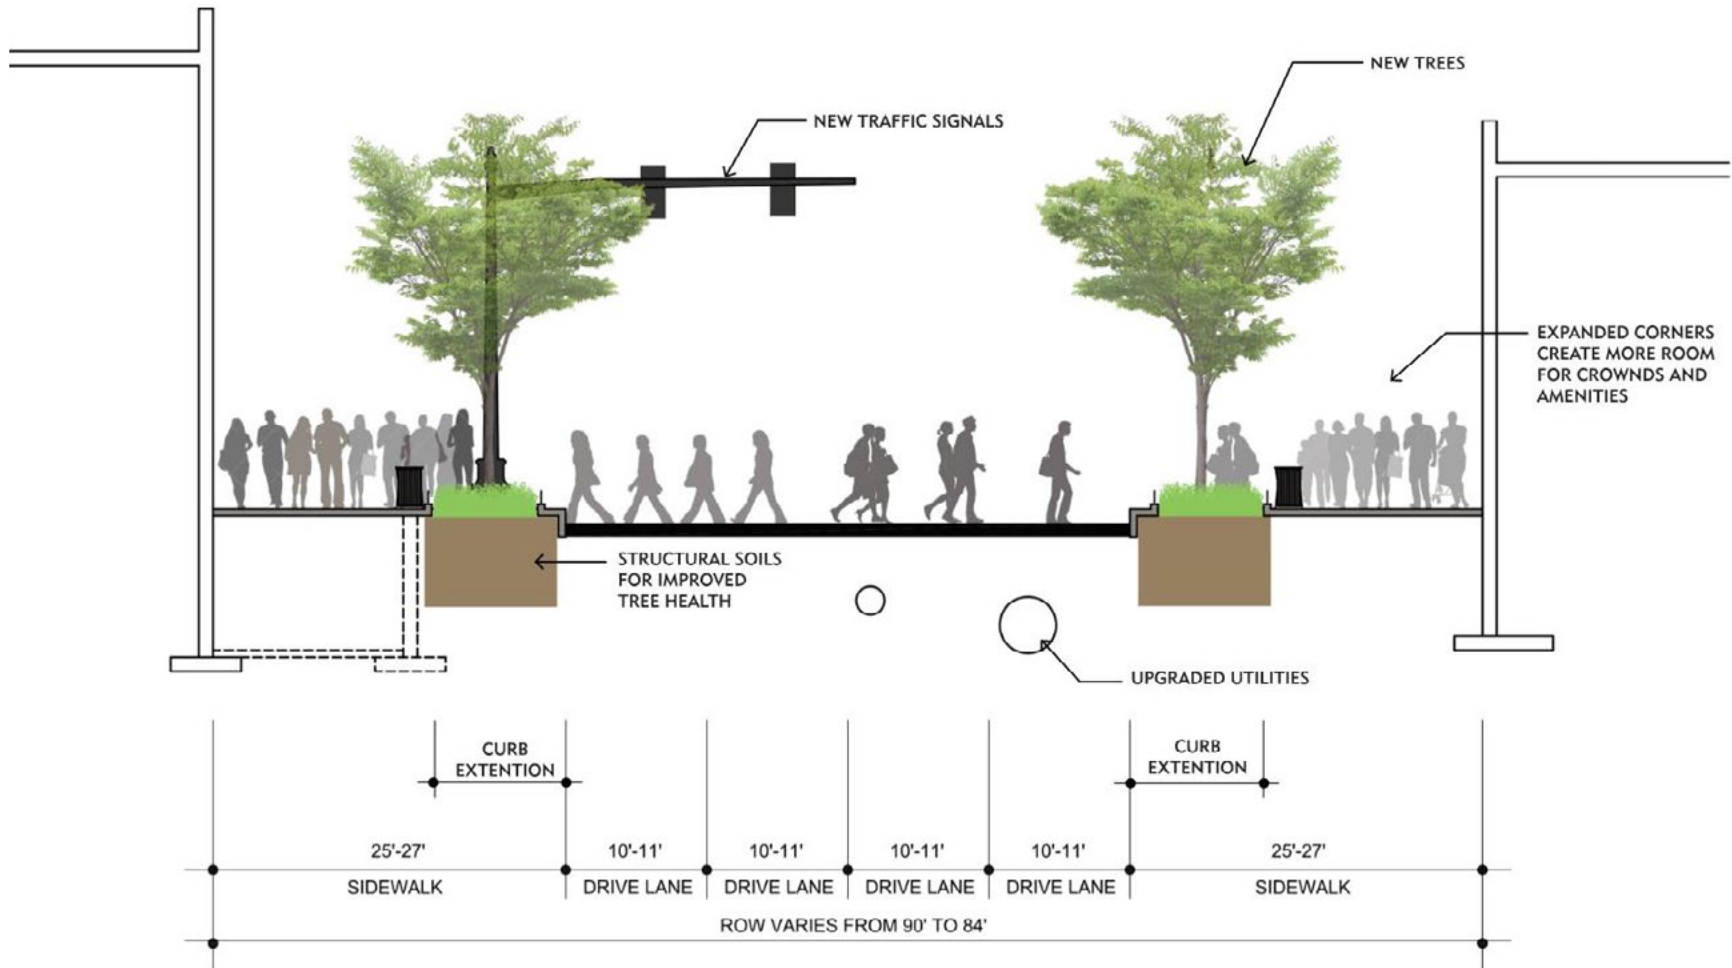 NEW TREES
NEW TRAFFIC SIGNALS
EXPANDED CORNERS
CREATE MORE ROOM
FOR CROWNDS AND
AMENITIES
STRUCTURAL SOILS
FOR IMPROVED
TREE HEALTH
UPGRADED UTILITIES
CURB
EXTENTION
CURB
EXTENTION
25'-27'
10'-11'
10'-11'
10'-11'
10'-11'
25'-27'
SIDEWALK
DRIVE LANE
DRIVE LANE
DRIVE LANE
DRIVE LANE
SIDEWALK
ROW VARIES FROM 90' TO 84'